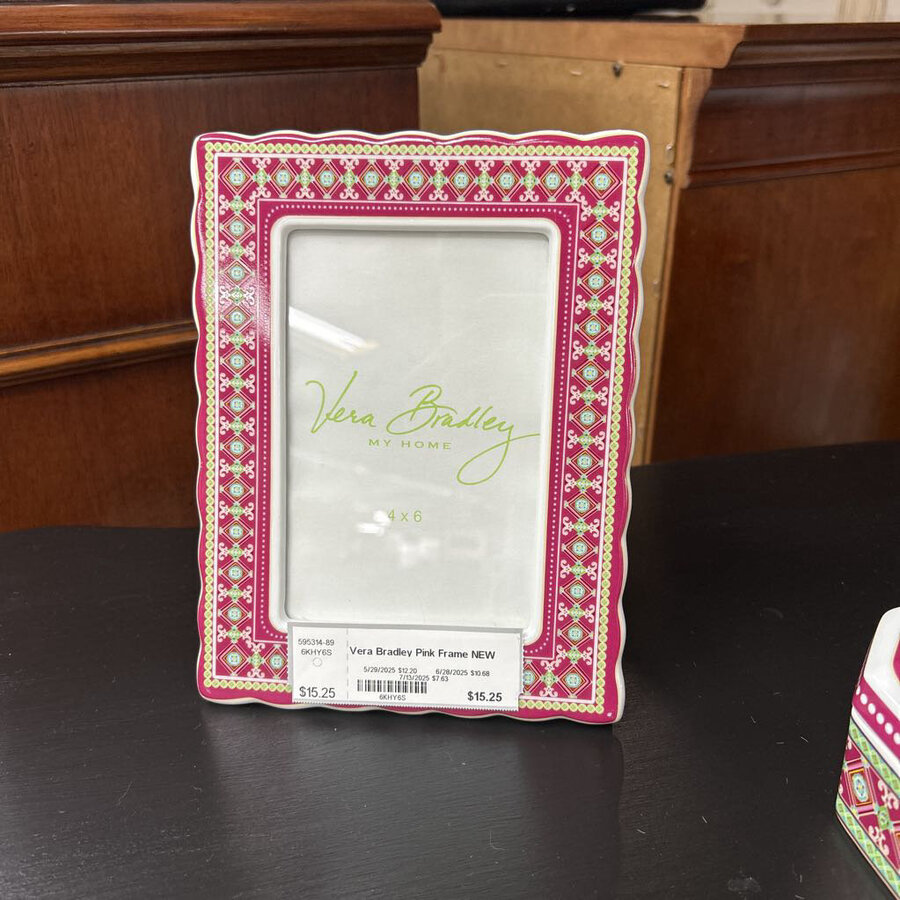 Vera Bradley
MY HOME
4 x 6
595314-89
6KHY6S
$15.25
Vera Bradley Pink Frame NEW
5/29/2025 $12.20 6/28/2025 $10.68
7/13/2025 $7.63
6KHY6S
$15.25